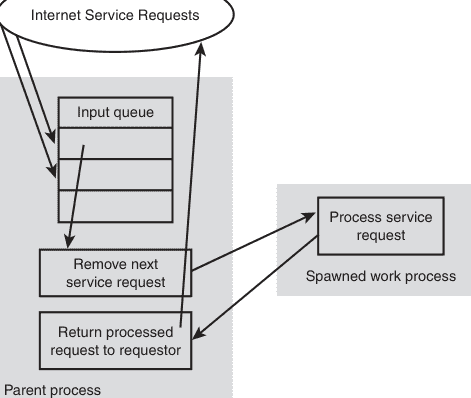 Internet Service Requests
Input queue
Remove next
service request
Process service
request
Spawned work process
Return processed
request to requestor
Parent process